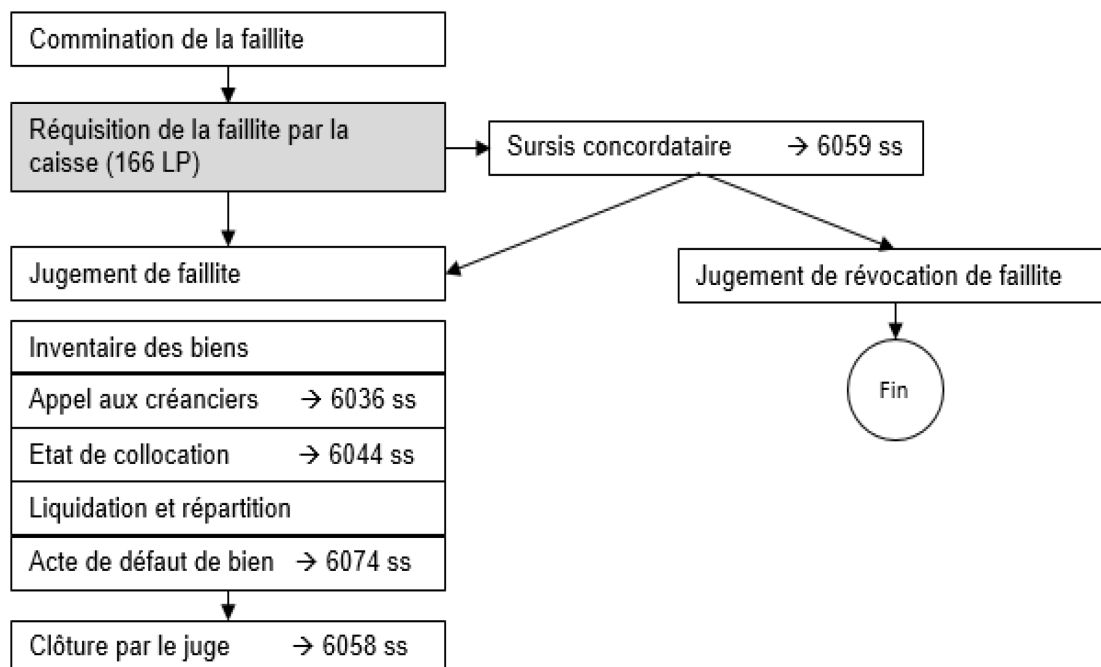 Commination de la faillite
Réquisition de la faillite par la
caisse (166 LP)
Sursis concordataire → 6059 ss
Jugement de faillite
Jugement de révocation de faillite
Inventaire des biens
Appel aux créanciers → 6036 ss
Fin
Etat de collocation → 6044 ss
Liquidation et répartition
Acte de défaut de bien → 6074 ss
Clôture par le juge → 6058 ss